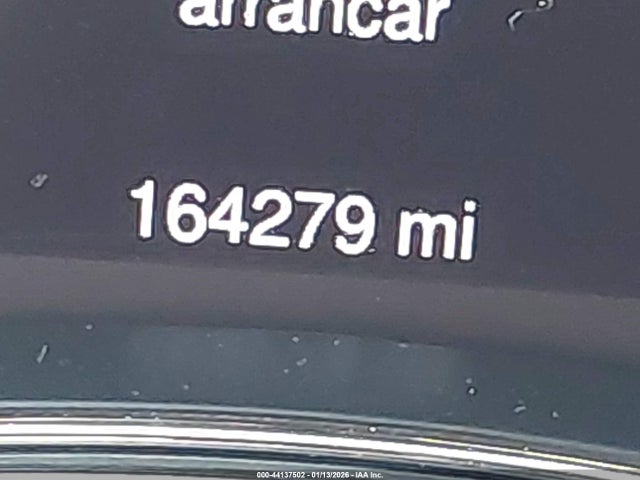 arrancar
164279 mi
000-44137502 - 01/13/2026 - IAA Inc.